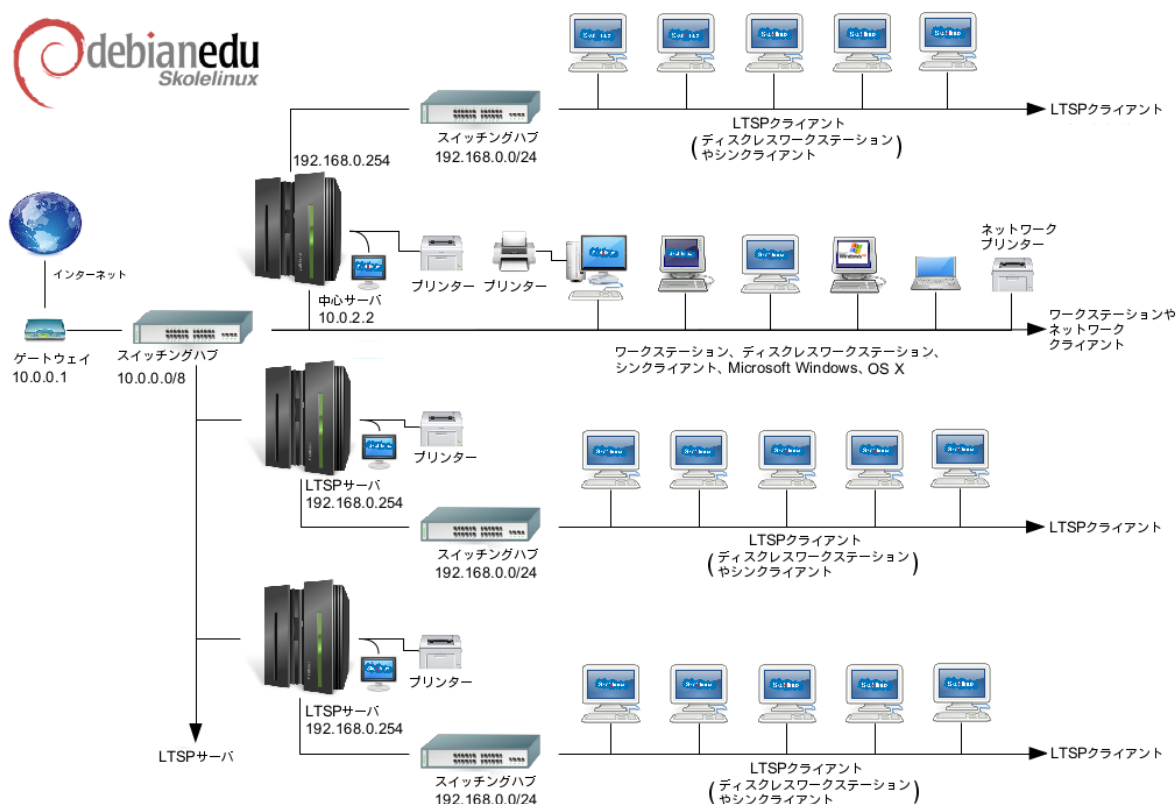 debianedu
Skolelinux
スイッチングハブ
192.168.0.0/24
LTSPクライアント
(ディスクレスワークステーション
やシンクライアント)
LTSPクライアント
192.168.0.254
インターネット
中心サーバ
10.0.2.2
プリンター
プリンター
ネットワーク
プリンター
ゲートウェイ
10.0.0.1
スイッチングハブ
10.0.0.0/8
ワークステーション、ディスクレスワークステーション、
シンクライアント、Microsoft Windows、OS X
ワークステーションや
ネットワーク
クライアント
LTSPサーバ
192.168.0.254
プリンター
スイッチングハブ
192.168.0.0/24
LTSPクライアント
(ディスクレスワークステーション
やシンクライアント)
LTSPクライアント
LTSPサーバ
192.168.0.254
プリンター
LTSPサーバ
スイッチングハブ
192.168.0.0/24
LTSPクライアント
(ディスクレスワークステーション
やシンクライアント)
LTSPクライアント